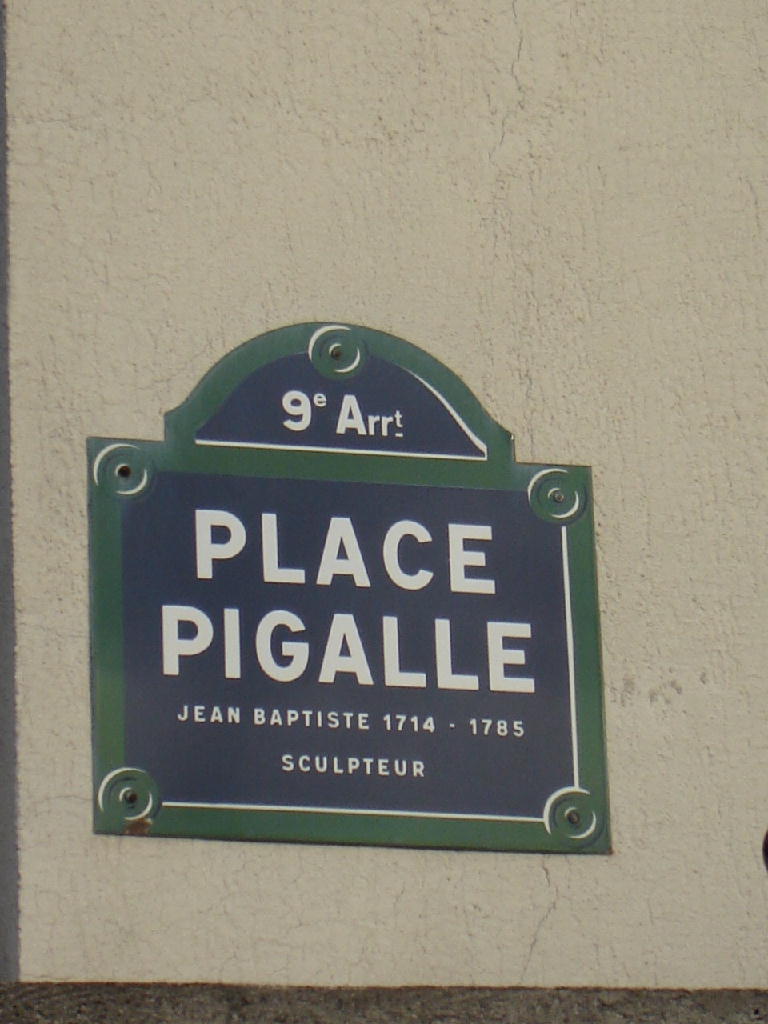 9e Arrt
PLACE
PIGALLE
JEAN BAPTISTE 1714 - 1785
SCULPTEUR